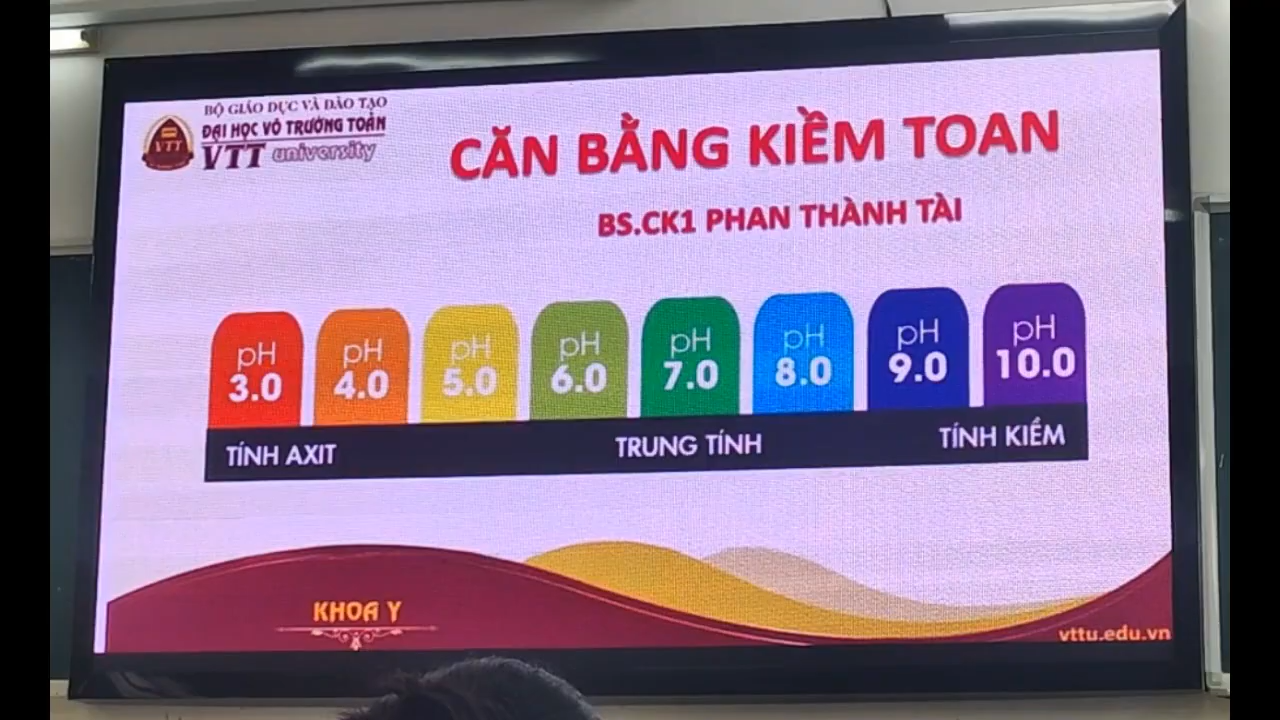 BỘ GIÁO DỤC VÀ ĐÀO TẠO
ĐẠI HỌC VÕ TRƯỜNG TOẢN
VTT university
VTT
CĂN BẰNG KIỀM TOAN
BS.CK1 PHAN THÀNH TÀI
pH 3.0
pH 4.0
pH 5.0
pH 6.0
pH 7.0
pH 8.0
pH 9.0
pH 10.0
TÍNH AXIT
TRUNG TÍNH
TÍNH KIỀM
KHOA Y
vttu.edu.vn